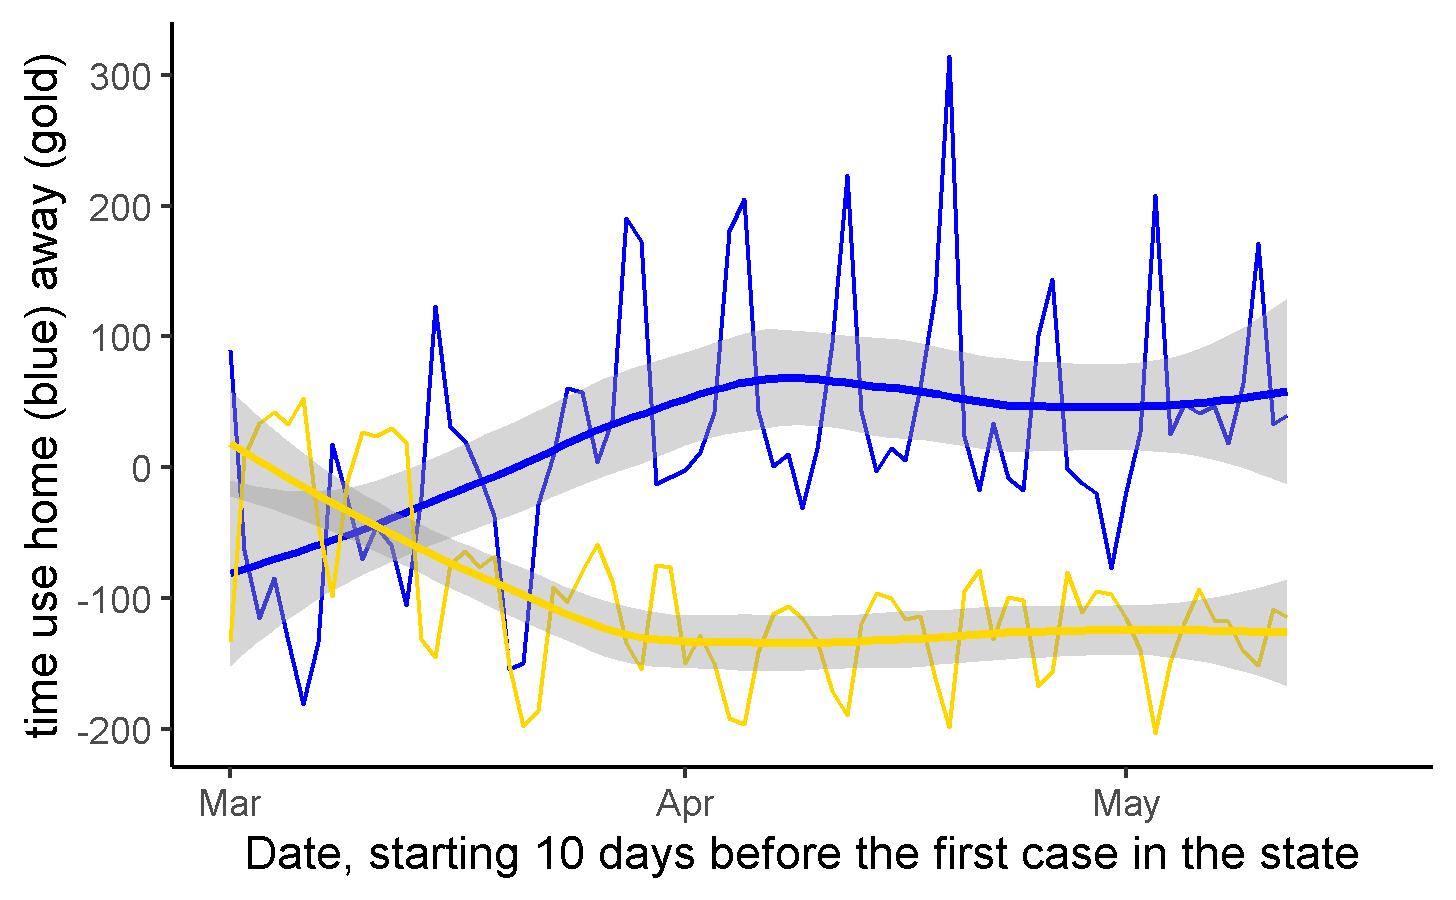 time use home (blue) away (gold)
300
200
100
0
-100
-200
Mar
Apr
May
Date, starting 10 days before the first case in the state